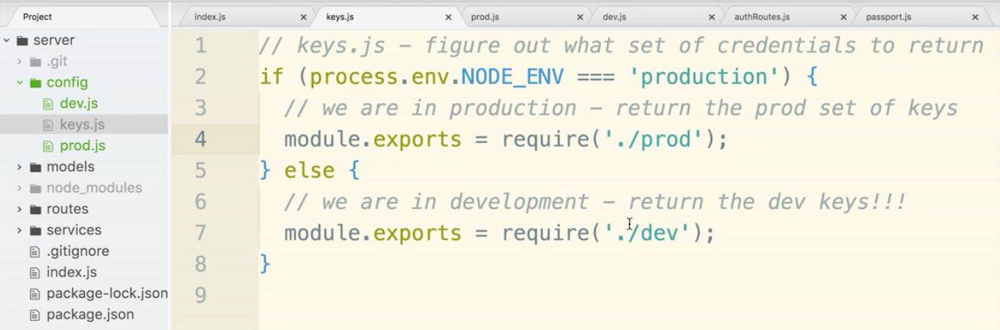 Project
index.js
keys.js
prod.js
dev.js
authRoutes.js
passport.js
server
.git
config
dev.js
keys.js
prod.js
models
node_modules
routes
services
.gitignore
index.js
package-lock.json
package.json
1 // keys.js – figure out what set of credentials to return
2 if (process.env.NODE_ENV === 'production') {
3 // we are in production – return the prod set of keys
4 module.exports = require('./prod');
5 } else {
6 // we are in development – return the dev keys!!!
7 module.exports = require('./dev');
8 }
9